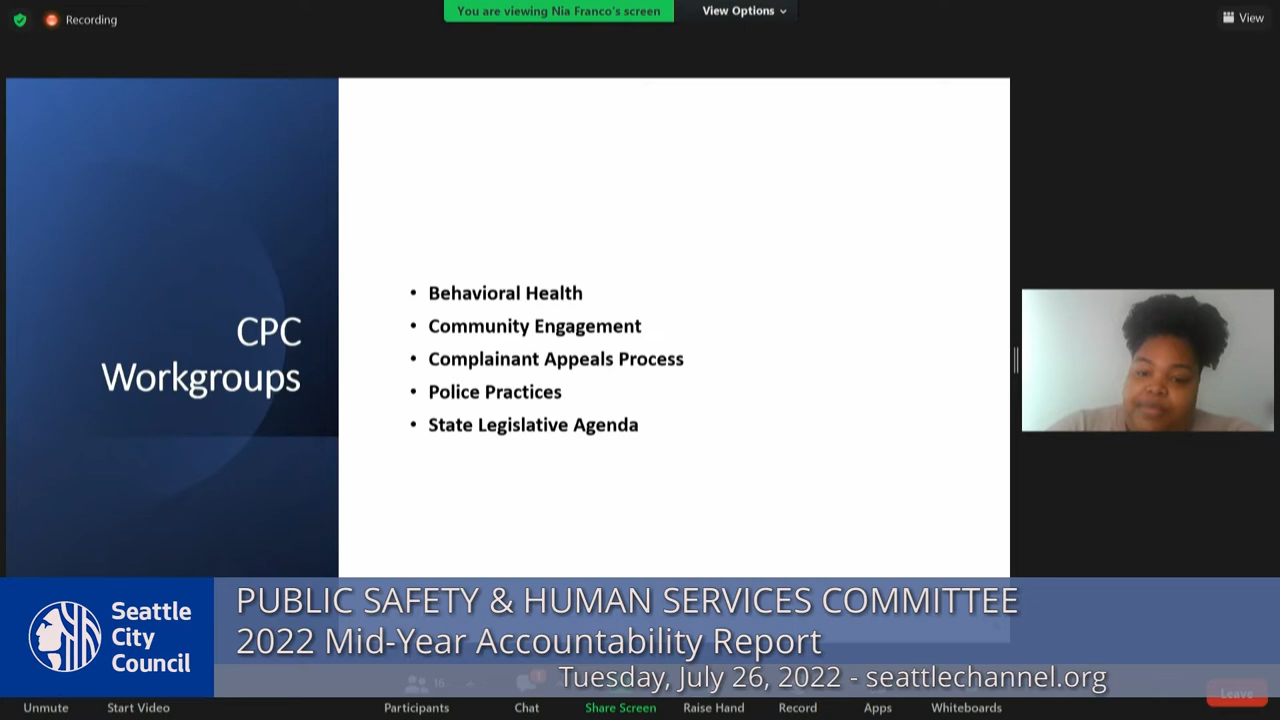 Recording
You are viewing Nia Franco's screen
View Options
View
CPC
Workgroups
• Behavioral Health
• Community Engagement
• Complainant Appeals Process
• Police Practices
• State Legislative Agenda
Seattle
City
Council
PUBLIC SAFETY & HUMAN SERVICES COMMITTEE
2022 Mid-Year Accountability Report
Tuesday, July 26, 2022 - seattlechannel.org
16
Leave
Unmute
Start Video
Participants
Chat
Share Screen
Raise Hand
Record
Apps
Whiteboards